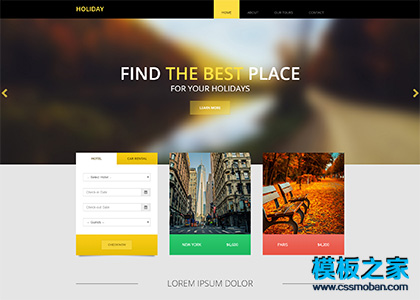 HOLIDAY
HOME ABOUT OUR TOURS CONTACT
FIND THE BEST PLACE
FOR YOUR HOLIDAYS
LEARN MORE
HOTEL CAR RENTAL
-- Select Hotel --
Check-in Date
Check-out Date
-- Guests --
CHECK NOW
NEW YORK $6,600
PARIS $4,200
LOREM IPSUM DOLOR
模板之家
www.cssmoban.com